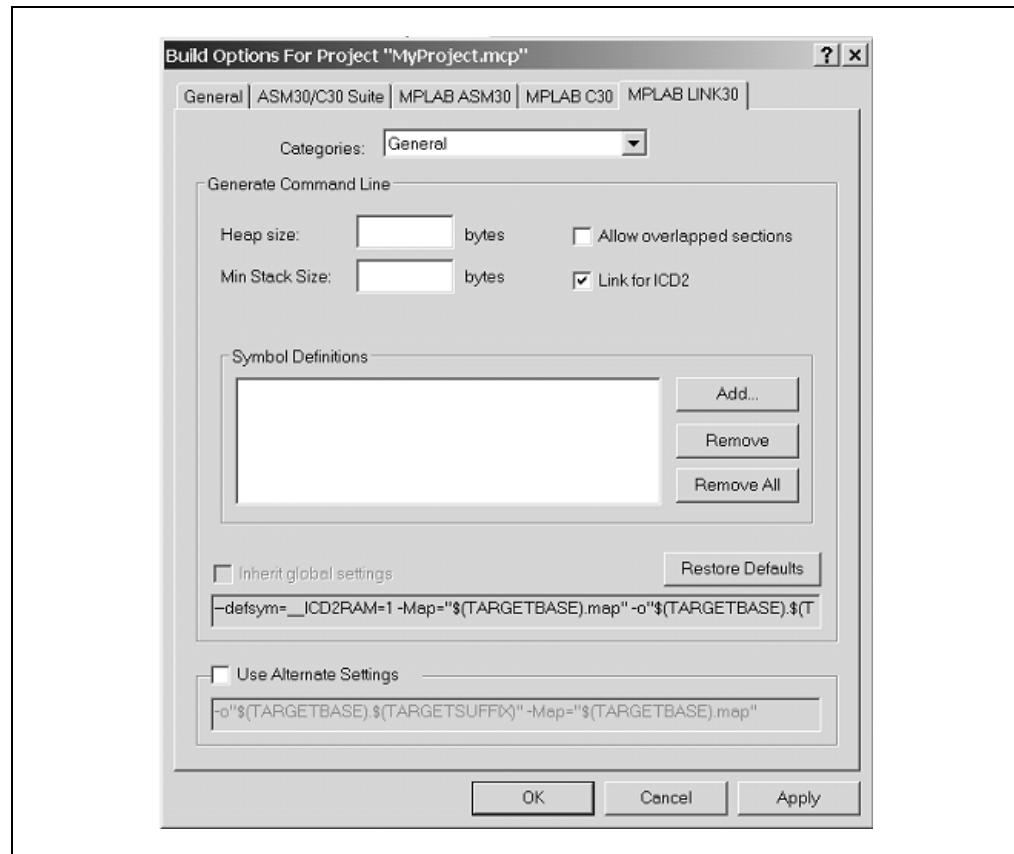 Build Options For Project "MyProject.mcp"
General ASM30/C30 Suite MPLAB ASM30 MPLAB C30 MPLAB LINK30
Categories: General
Generate Command Line
Heap size: bytes Allow overlapped sections
Min Stack Size: bytes Link for ICD2
Symbol Definitions
Add...
Remove
Remove All
Inherit global settings Restore Defaults
--defsym=__ICD2RAM=1 -Map="$(TARGETBASE).map" -o"$(TARGETBASE).$(T
Use Alternate Settings
-o"$(TARGETBASE).$(TARGETSUFFIX)" -Map="$(TARGETBASE).map"
OK Cancel Apply